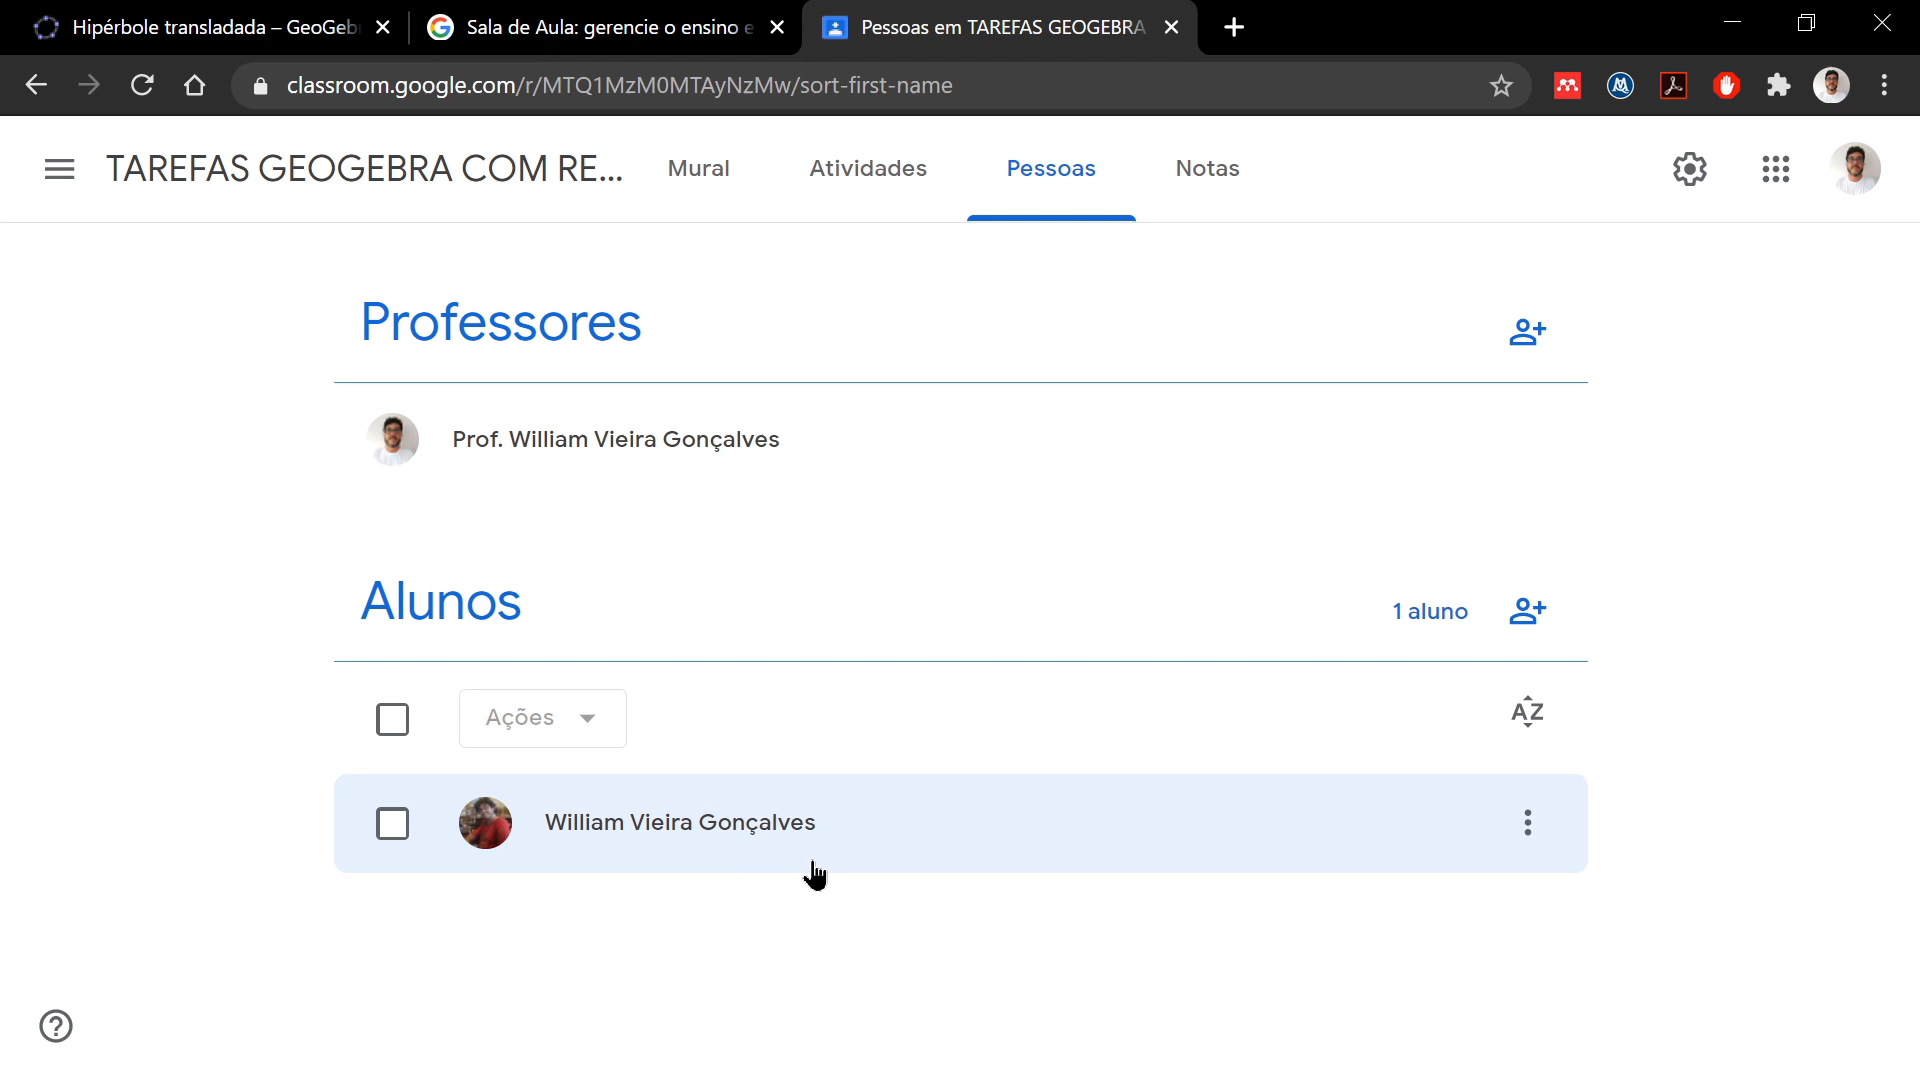 Hipérbole transladada – GeoGeb
Sala de Aula: gerencie o ensino e
Pessoas em TAREFAS GEOGEBRA
classroom.google.com/r/MTQ1MzM0MTAyNzMw/sort-first-name
TAREFAS GEOGEBRA COM RE...
Mural
Atividades
Pessoas
Notas
Professores
Prof. William Vieira Gonçalves
Alunos
1 aluno
Ações
AZ
William Vieira Gonçalves